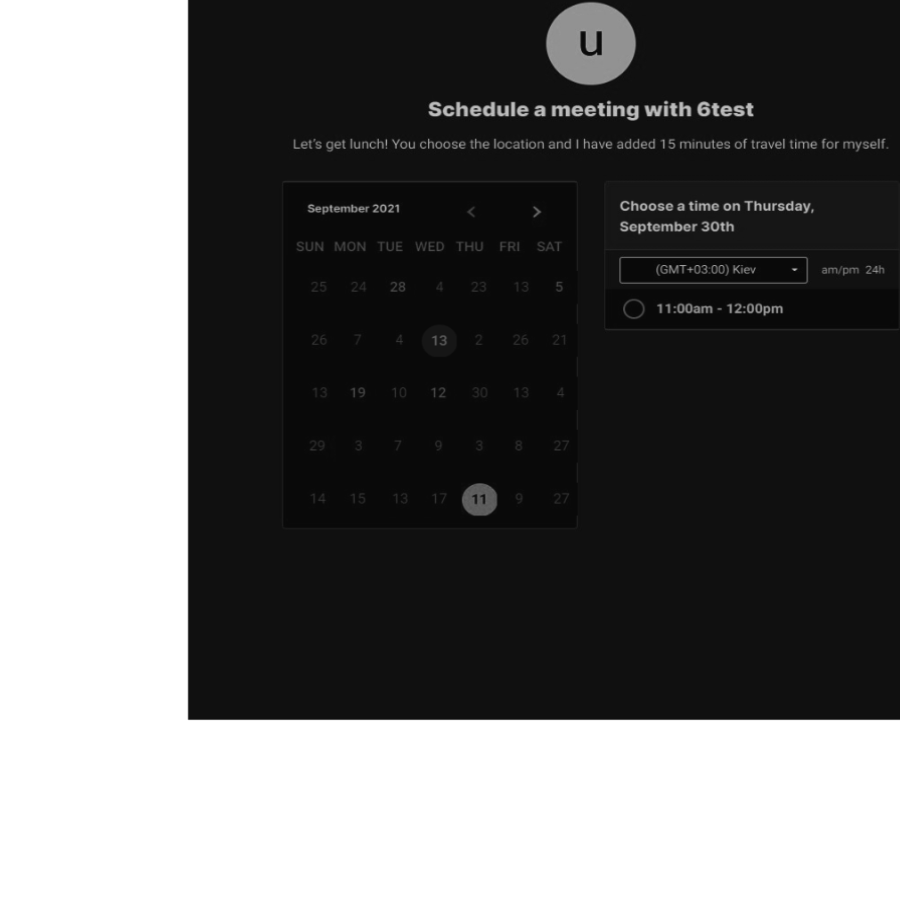 u
Schedule a meeting with 6test
Let's get lunch! You choose the location and I have added 15 minutes of travel time for myself.
September 2021
SUN MON TUE WED THU FRI SAT
25 24 28 4 23 13 5
26 7 4 13 2 26 21
13 19 10 12 30 13 4
29 3 7 9 3 8 27
14 15 13 17 11 9 27
Choose a time on Thursday,
September 30th
(GMT+03:00) Kiev am/pm 24h
11:00am - 12:00pm